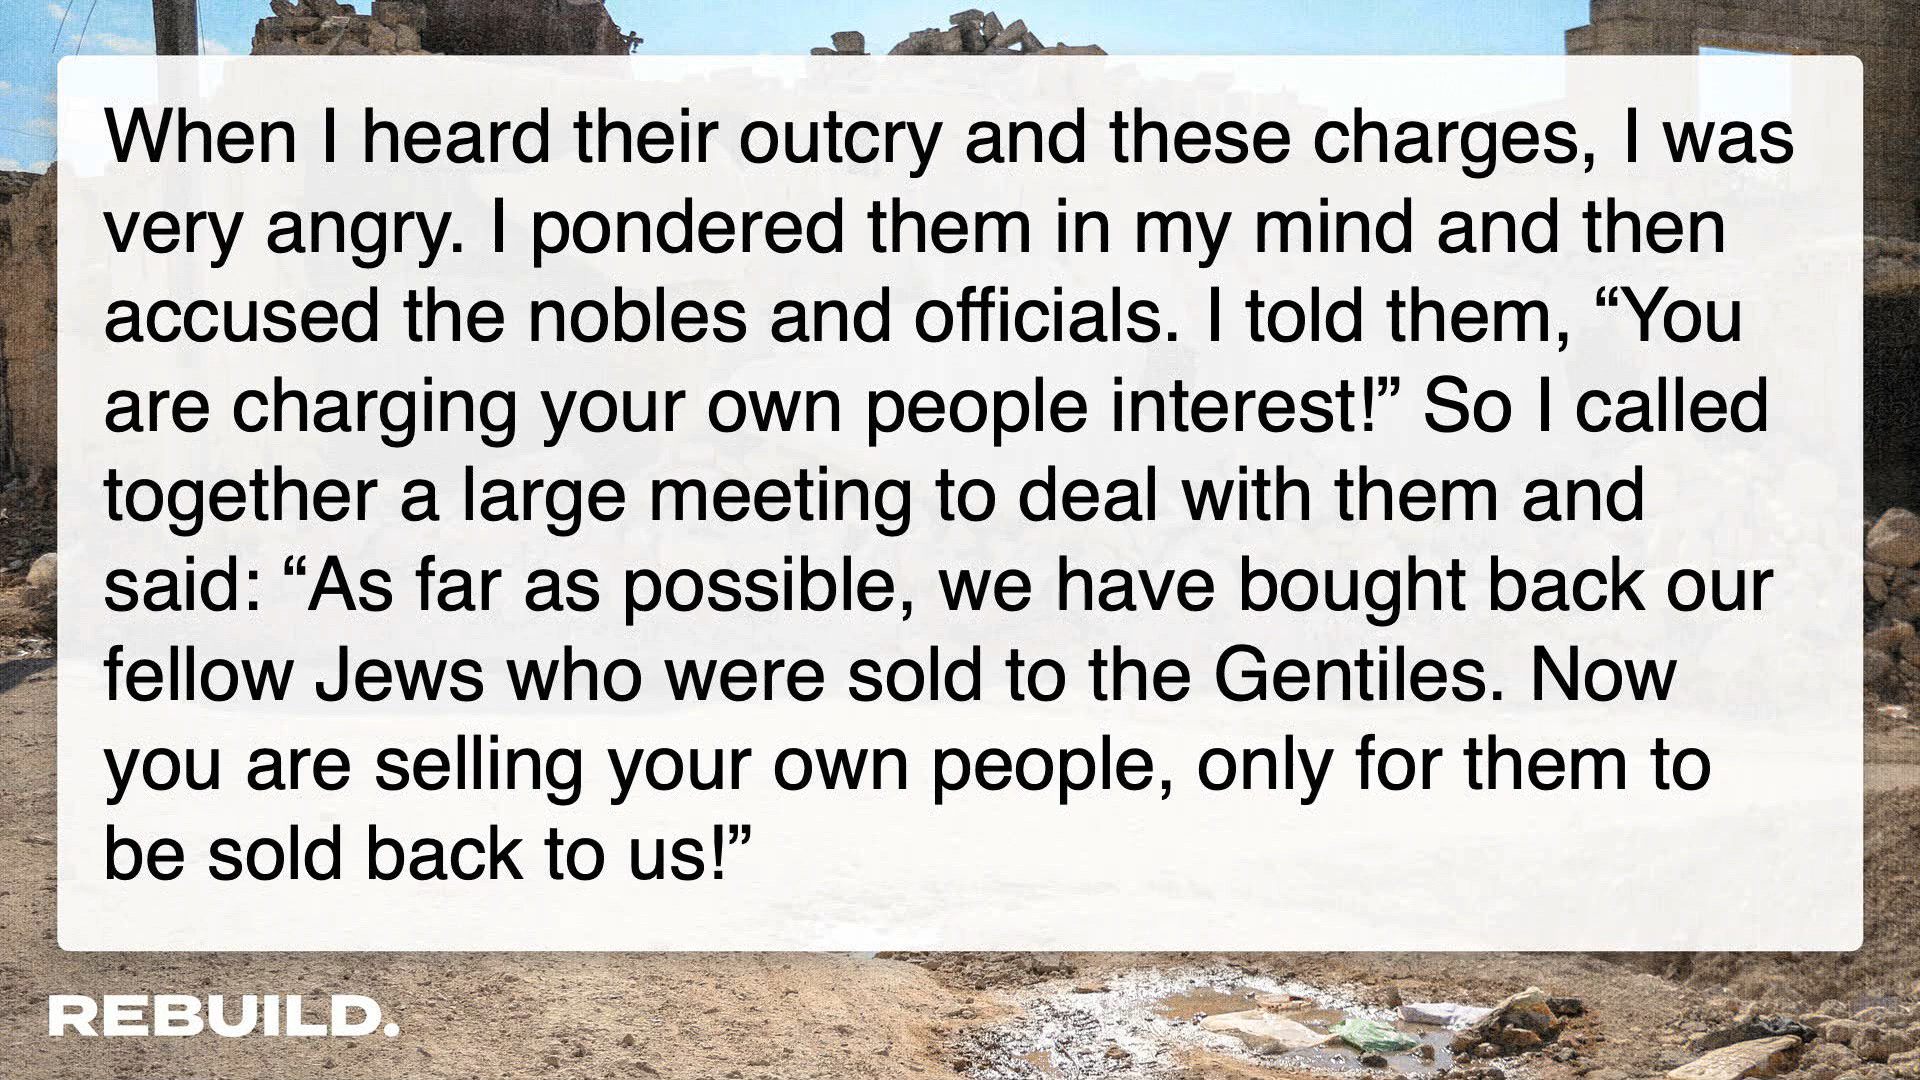 When I heard their outcry and these charges, I was
very angry. I pondered them in my mind and then
accused the nobles and officials. I told them, “You
are charging your own people interest!” So I called
together a large meeting to deal with them and
said: “As far as possible, we have bought back our
fellow Jews who were sold to the Gentiles. Now
you are selling your own people, only for them to
be sold back to us!”
REBUILD.